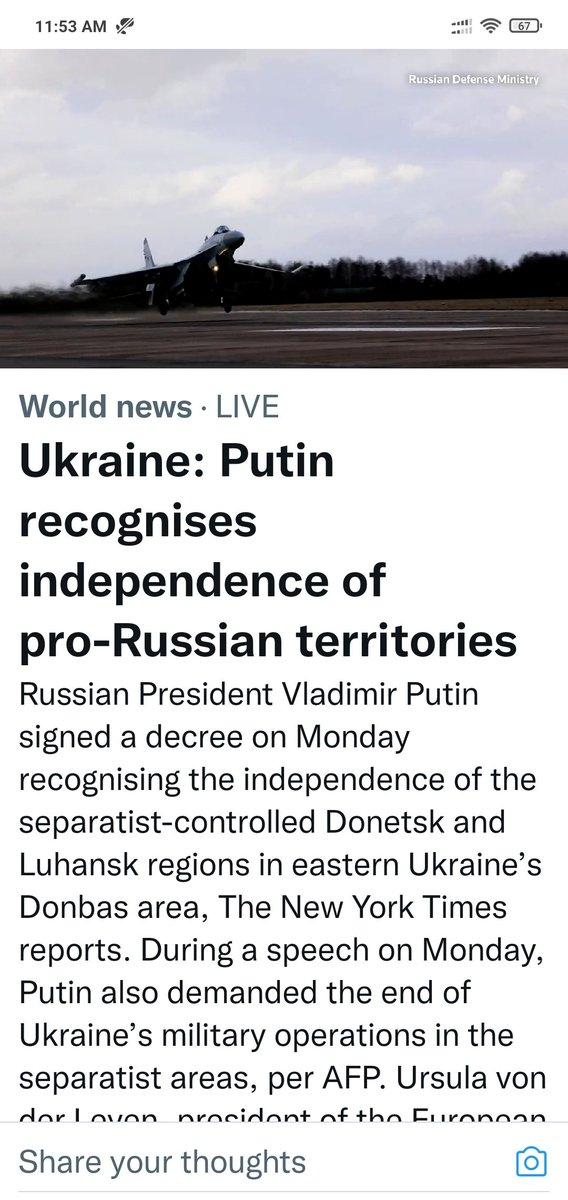 11:53 AM
67
Russian Defense Ministry
World news · LIVE
Ukraine: Putin
recognises
independence of
pro-Russian territories
Russian President Vladimir Putin
signed a decree on Monday
recognising the independence of the
separatist-controlled Donetsk and
Luhansk regions in eastern Ukraine’s
Donbas area, The New York Times
reports. During a speech on Monday,
Putin also demanded the end of
Ukraine’s military operations in the
separatist areas, per AFP. Ursula von
der Leyen, president of the European
Share your thoughts